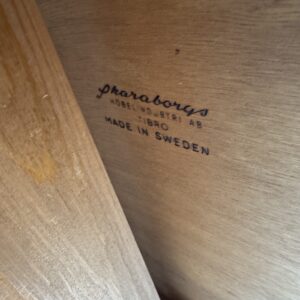 Skaraborgs
MÖBELINDUSTRI AB
TIBRO
MADE IN SWEDEN